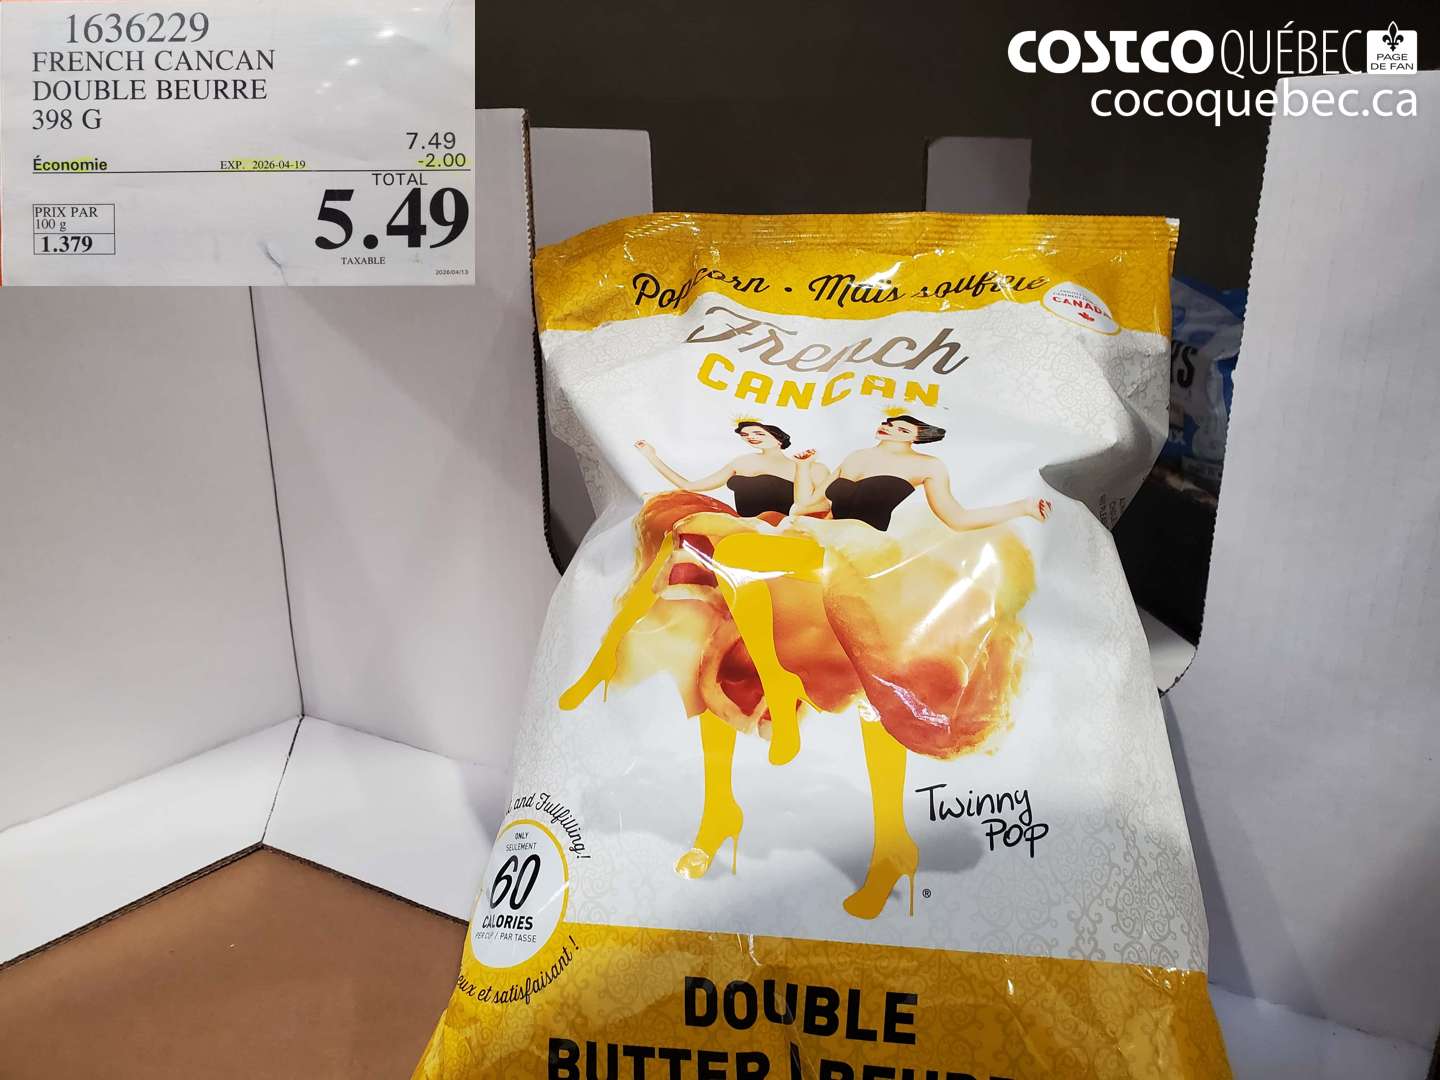 1636229
FRENCH CANCAN
DOUBLE BEURRE
398 G
7.49
Économie EXP. 2026-04-19 -2.00
TOTAL
5.49
PRIX PAR
100 g
1.379
TAXABLE
2026/04/13
COSTCO QUÉBEC
PAGE
DE FAN
cocoquebec.ca
Popcorn . Maïs soufflé
CANADA
French
CANCAN
Twinny
Pop
®
and Fullfilling!
ONLY
SEULEMENT
60
CALORIES
PER CUP / PAR TASSE
et satisfaisant !
DOUBLE
BUTTER